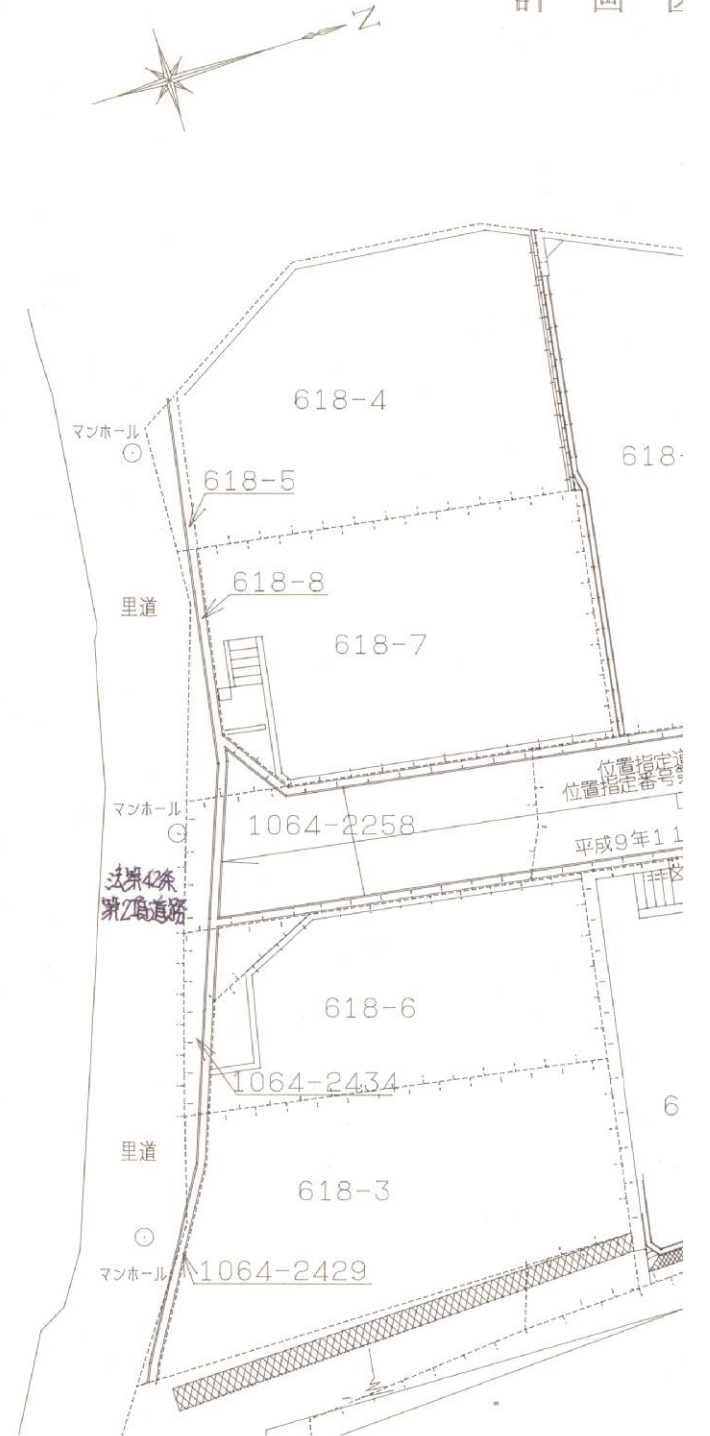 計画
N
618-4
マンホール
618-
618-5
618-8
里道
618-7
位置指定
位置指定番号
マンホール
1064-2258
平成9年11
法第42条
第2項道路
618-6
1064-2434
6
里道
618-3
マンホール
1064-2429